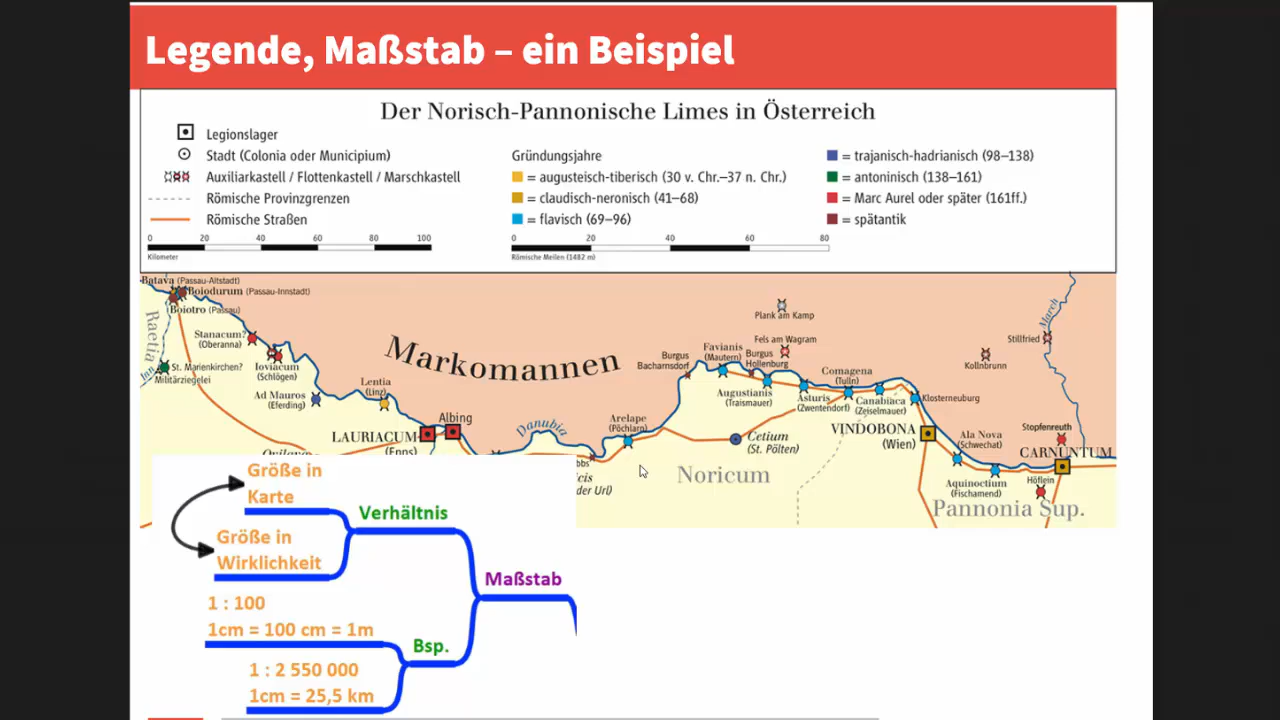 Legende, Maßstab – ein Beispiel
Der Norisch-Pannonische Limes in Österreich
Legionslager
Stadt (Colonia oder Municipium)
Auxiliarkastell / Flottenkastell / Marschkastell
Römische Provinzgrenzen
Römische Straßen
0 20 40 60 80 100
Kilometer
Gründungsjahre
= augusteisch-tiberisch (30 v. Chr.–37 n. Chr.)
= claudisch-neronisch (41–68)
= flavisch (69–96)
0 20 40 60 80
Römische Meilen (1482 m)
= trajanisch-hadrianisch (98–138)
= antoninisch (138–161)
= Marc Aurel oder später (161ff.)
= spätantik
Batava (Passau-Altstadt)
Boiodurum (Passau-Innstadt)
Boiotro (Passau)
Raetia
Inn
Stanacum?
(Oberanna)
St. Marienkirchen?
Militärziegelei
Ioviacum
(Schlögen)
Ad Mauros
(Eferding)
Lentia
(Linz)
Markomannen
LAURIACUM
(Enns)
Albing
Ovilava
Danubia
Arelape
(Pöchlarn)
bbs
cis
der Url)
Burgus
Bacharnsdorf
Favianis
(Mautern)
Burgus
Hollenburg
Plank am Kamp
Fels am Wagram
Augustianis
(Traismauer)
Asturis
(Zwentendorf)
Comagena
(Tulln)
Canabiaca
(Zeiselmauer)
Klosterneuburg
Cetium
(St. Pölten)
Noricum
VINDOBONA
(Wien)
Ala Nova
(Schwechat)
Aquinoctium
(Fischamend)
Kollnbrunn
Stillfried
March
Stopfenreuth
CARNUNTUM
Höflein
Pannonia Sup.
Größe in
Karte
Größe in
Wirklichkeit
Verhältnis
Maßstab
1 : 100
1cm = 100 cm = 1m
Bsp.
1 : 2 550 000
1cm = 25,5 km